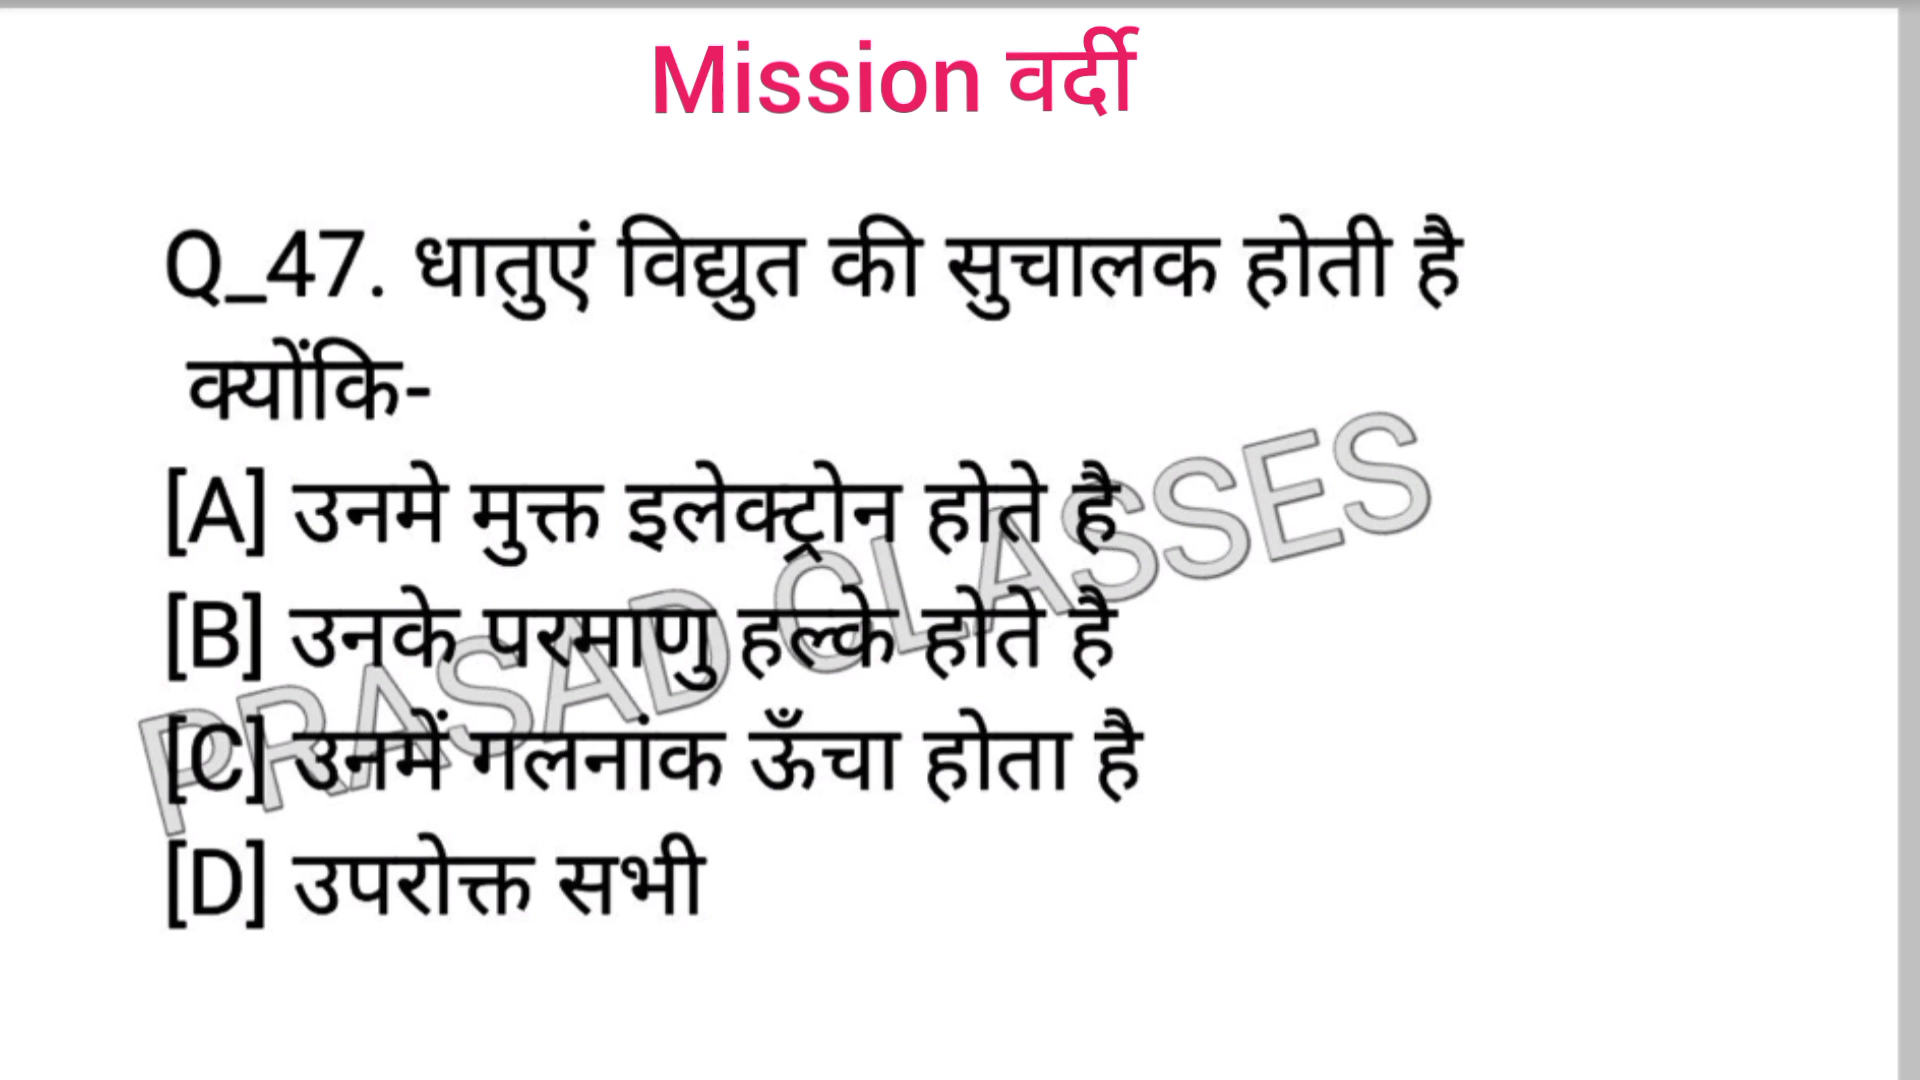 Mission वर्दी
Q_47. धातुएं विद्युत की सुचालक होती है
क्योंकि-
[A] उनमे मुक्त इलेक्ट्रोन होते है
[B] उनके परमाणु हल्के होते है
[C] उनमें गलनांक ऊँचा होता है
[D] उपरोक्त सभी
PRASAD CLASSES